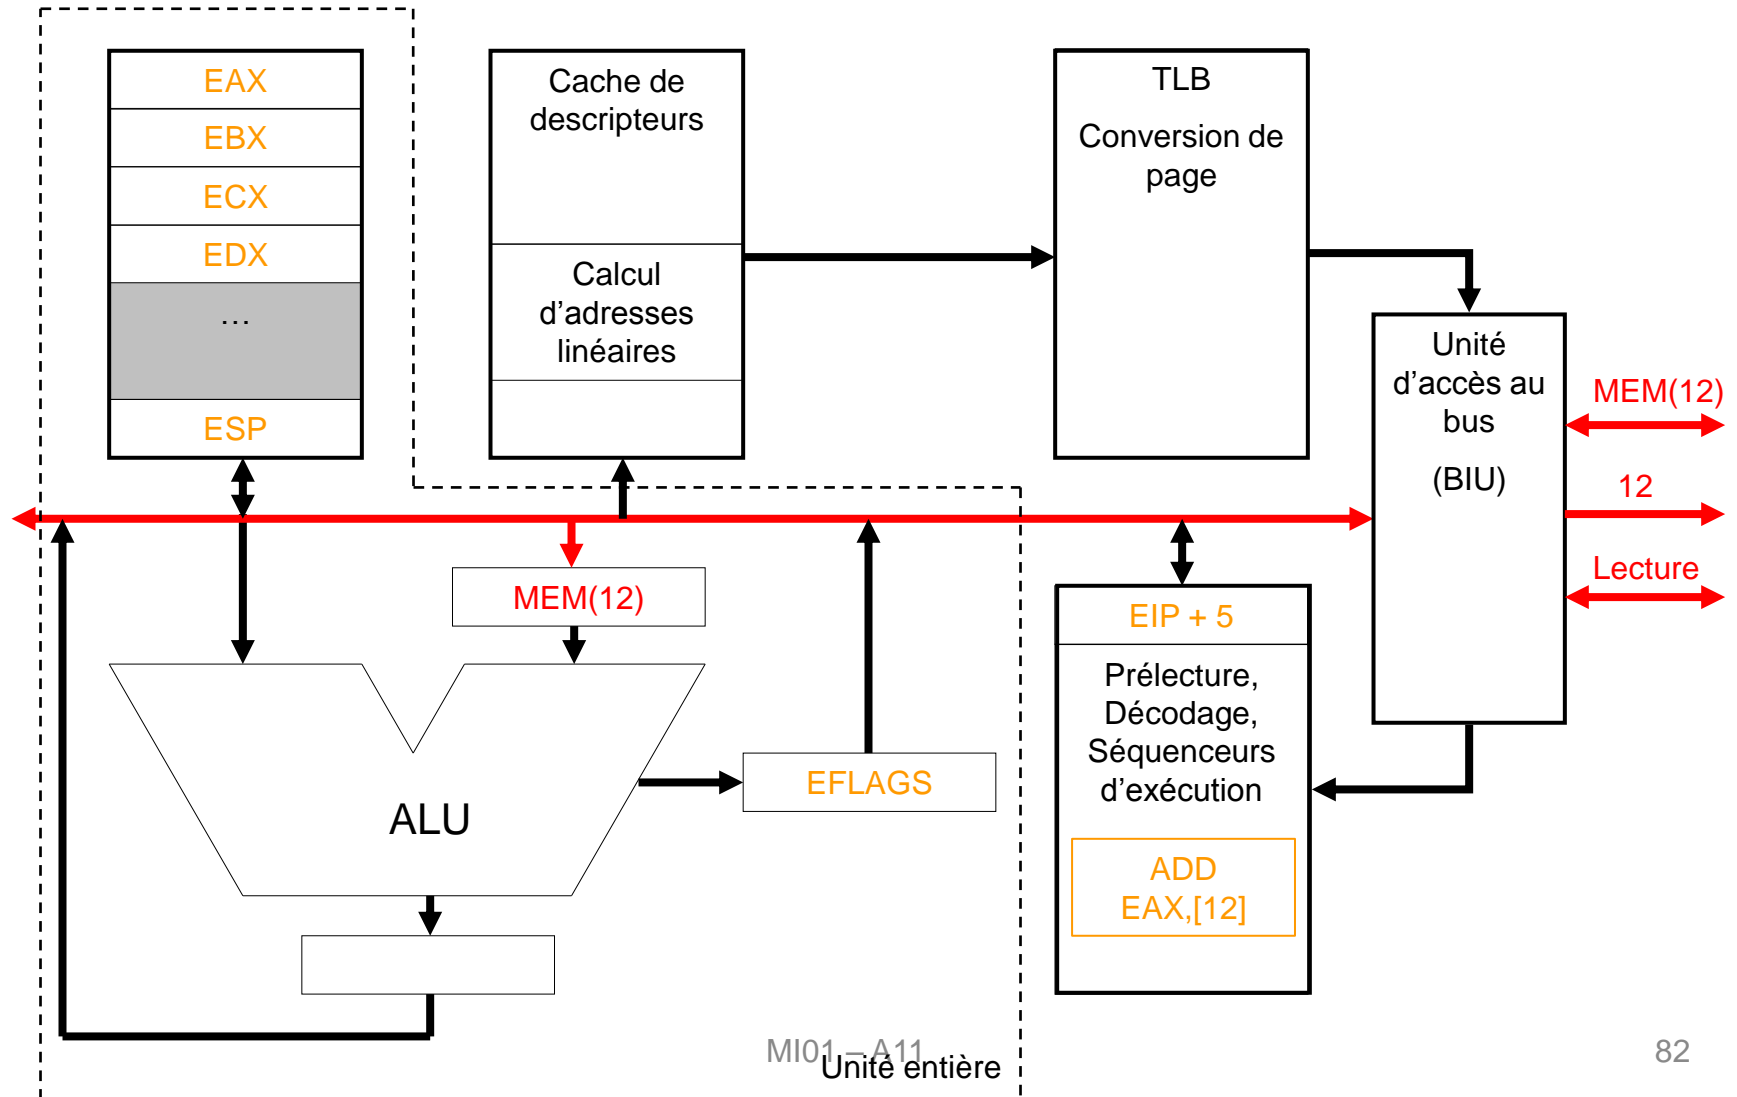 EAX
EBX
ECX
EDX
…
ESP
Cache de
descripteurs
Calcul
d’adresses
linéaires
TLB
Conversion de
page
Unité
d’accès au
bus
(BIU)
MEM(12)
12
Lecture
MEM(12)
ALU
EFLAGS
EIP + 5
Prélecture,
Décodage,
Séquenceurs
d’exécution
ADD
EAX,[12]
MI01 – A11
Unité entière
82